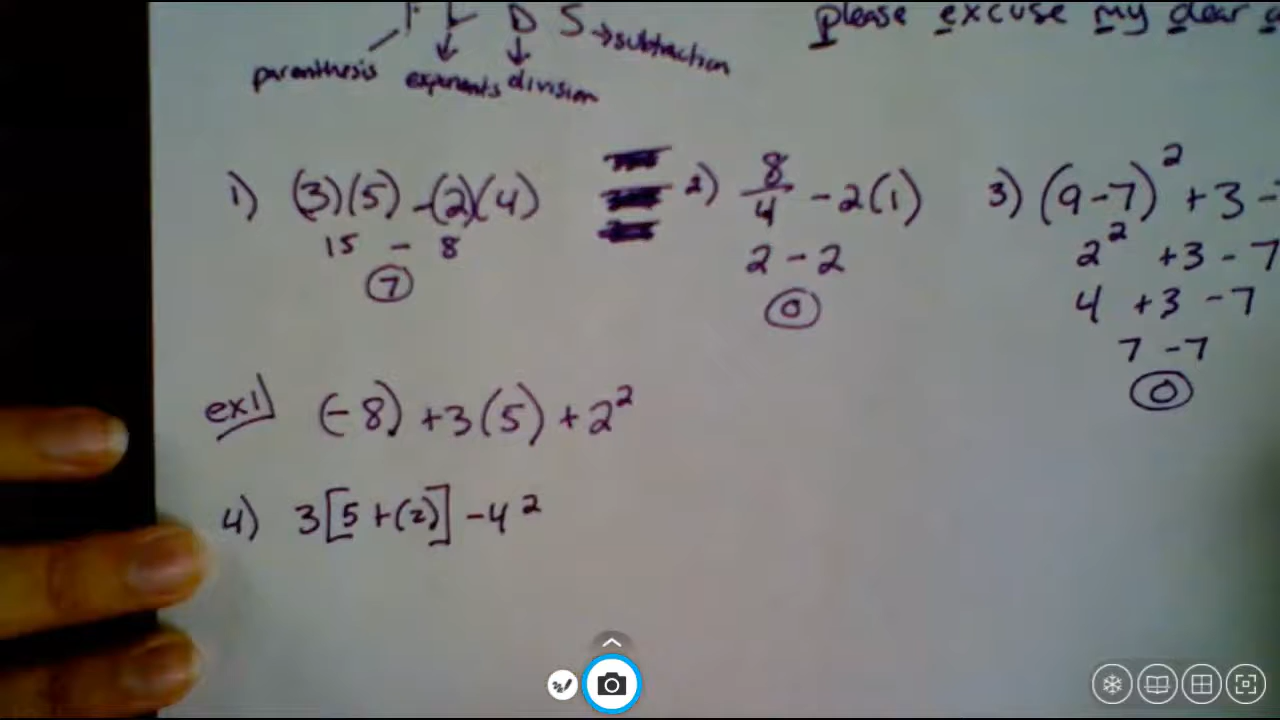 D S → subtraction
please excuse my dear
paranthesis exponents division
1) (3)(5) - (2)(4)
15 - 8
⑦
2) 8/4 - 2(1)
2 - 2
⓪
3) (9-7)² + 3 -
2² + 3 - 7
4 + 3 - 7
7 - 7
⓪
ex1 (-8) + 3(5) + 2²
4) 3[5+(2)] - 4²